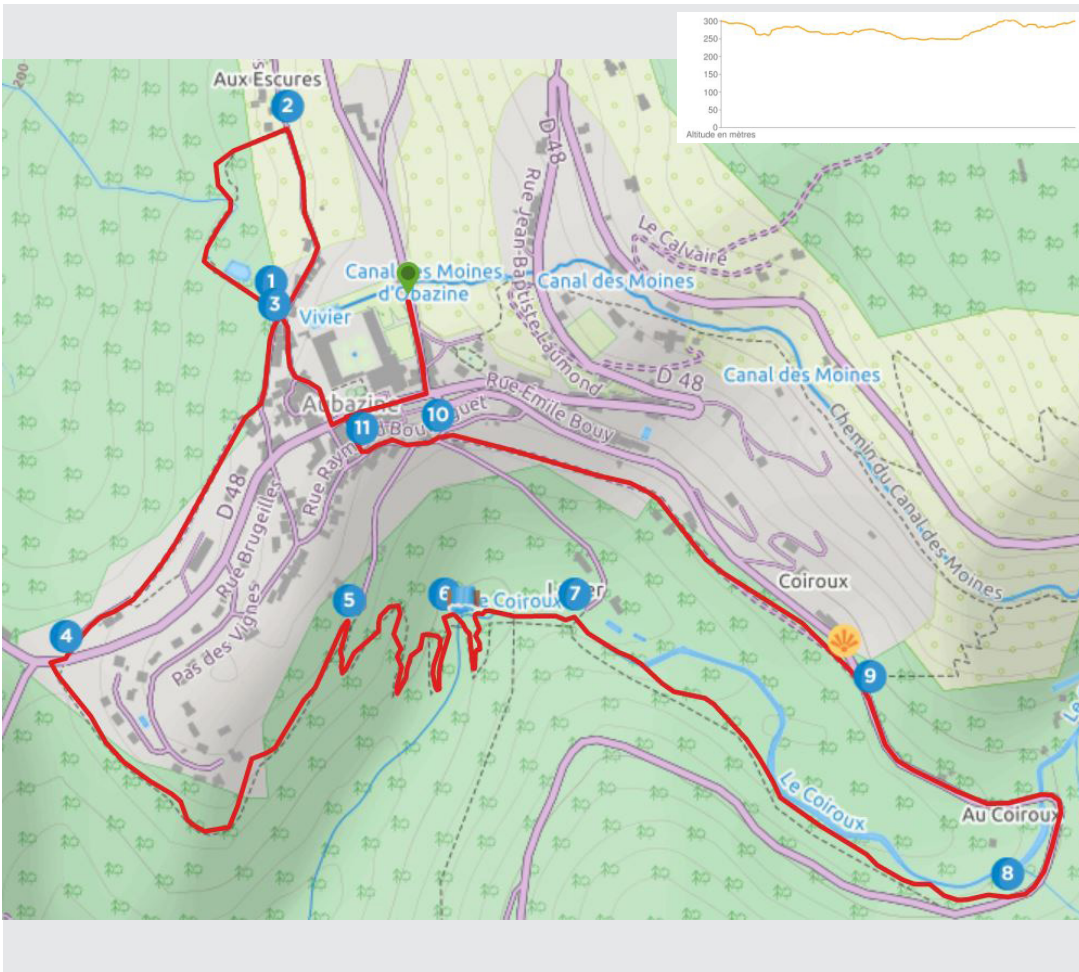 300
250
200
150
100
50
0
Altitude en mètres
200
Aux Escures
2
D 48
Rue Jean-Baptiste Laumond
Le Calvaire
1
3
Canal des Moines
d'Obazine
Canal des Moines
Vivier
Canal des Moines
D 48
Rue Émile Bouy
Aubazine
10
11
Chemin du Canal des Moines
D 48
Rue Brugeilles
Pas des Vignes
4
5
6
Le Coiroux
7
Coiroux
9
Le Coiroux
Au Coiroux
8